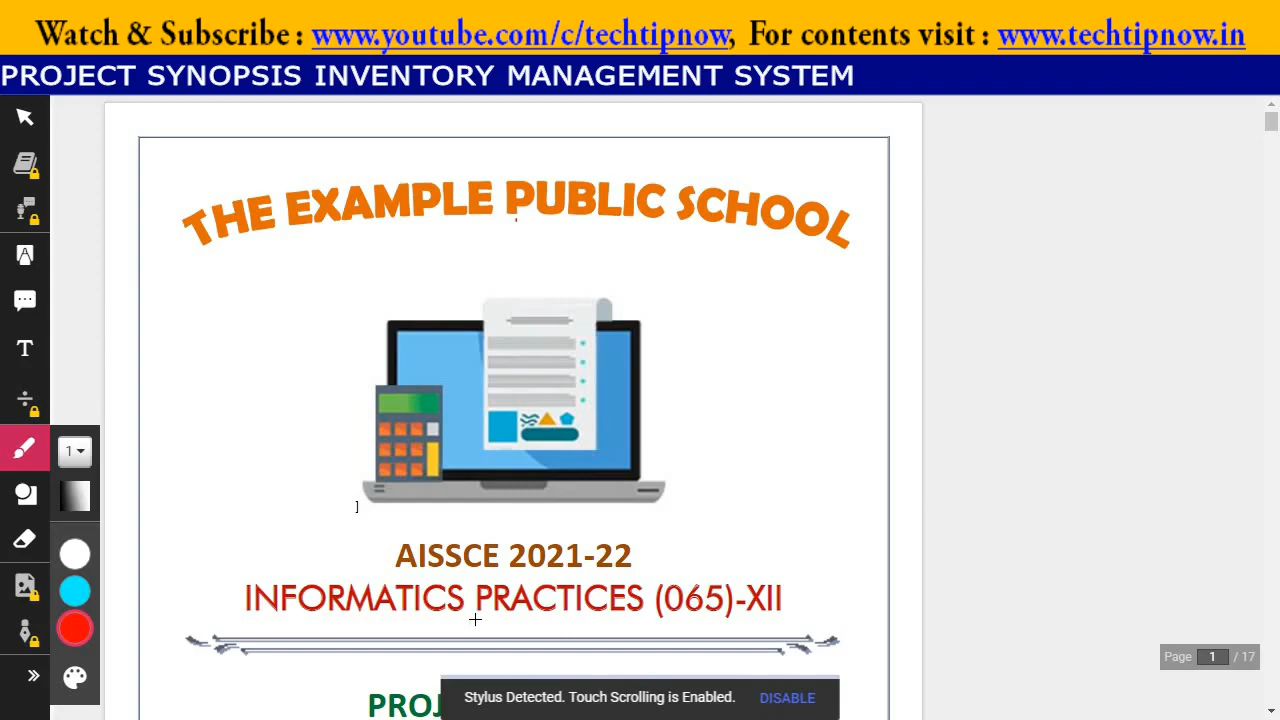 Watch & Subscribe : www.youtube.com/c/techtipnow, For contents visit : www.techtipnow.in
PROJECT SYNOPSIS INVENTORY MANAGEMENT SYSTEM
THE EXAMPLE PUBLIC SCHOOL
T
1
]
AISSCE 2021-22
INFORMATICS PRACTICES (065)-XII
Page 1 / 17
Stylus Detected. Touch Scrolling is Enabled. DISABLE